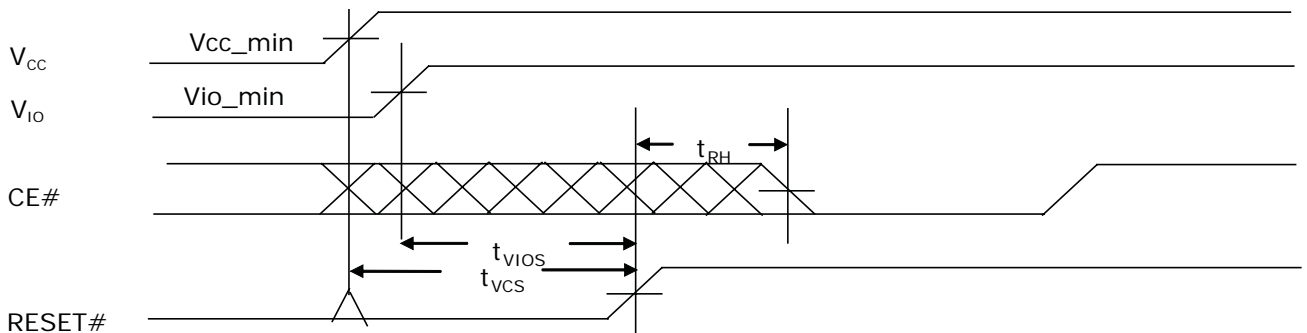 Vcc_min
VCC
Vio_min
VIO
tRH
CE#
tVIOS
tVCS
RESET#